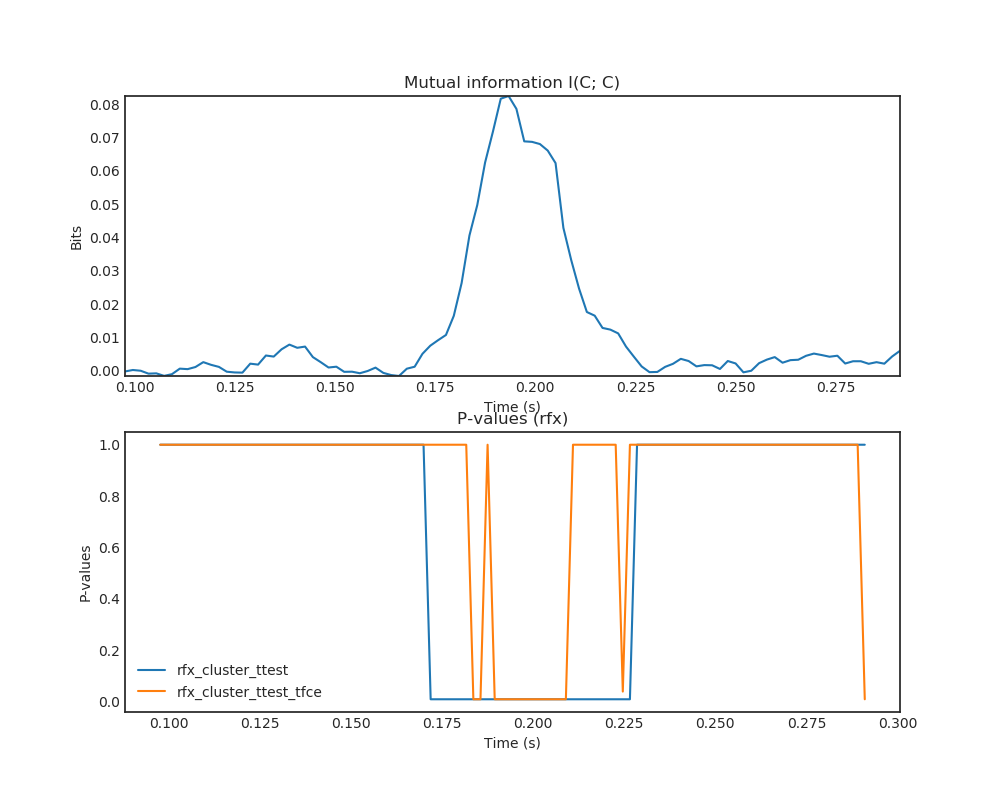 Mutual information I(C; C)
0.08
0.07
0.06
0.05
0.04
0.03
0.02
0.01
0.00
Bits
0.100 0.125 0.150 0.175 0.200 0.225 0.250 0.275
Time (s)
P-values (rfx)
1.0
0.8
0.6
0.4
0.2
0.0
P-values
rfx_cluster_ttest
rfx_cluster_ttest_tfce
0.100 0.125 0.150 0.175 0.200 0.225 0.250 0.275 0.300
Time (s)